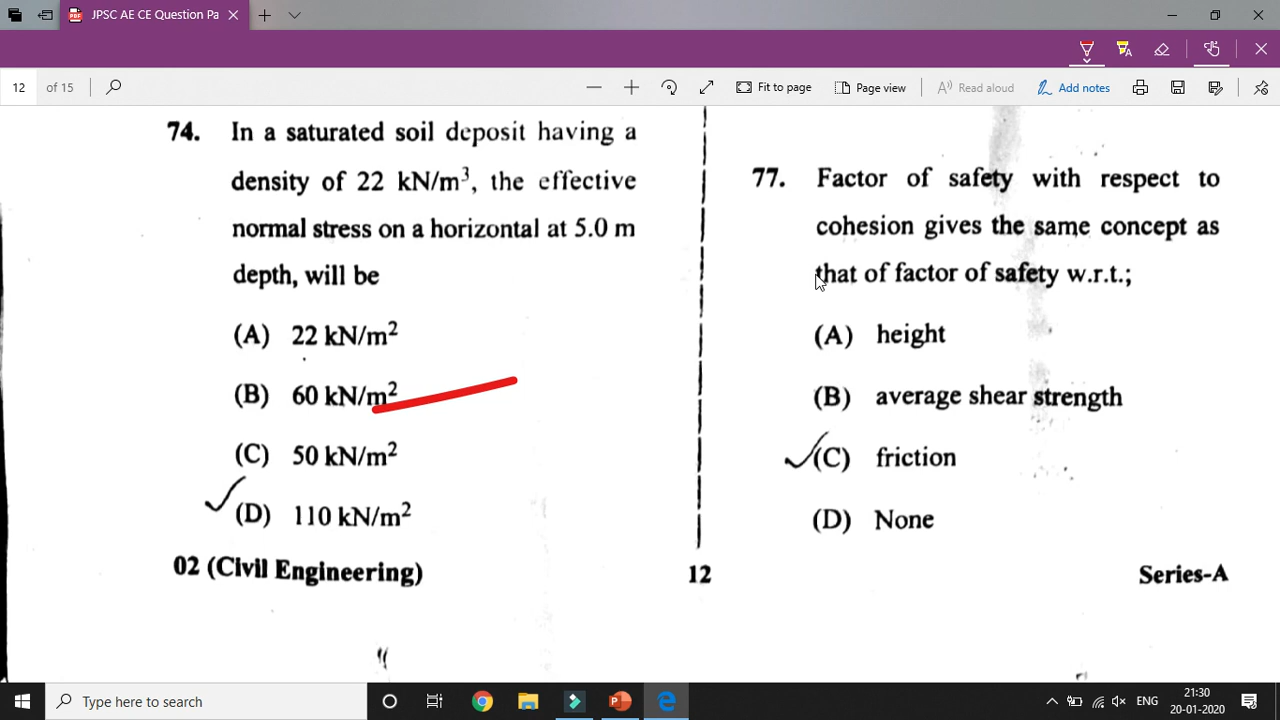 JPSC AE CE Question Pa
12 of 15
Fit to page
Page view
Read aloud
Add notes
74. In a saturated soil deposit having a
density of 22 kN/m³, the effective
normal stress on a horizontal at 5.0 m
depth, will be
(A) 22 kN/m²
(B) 60 kN/m²
(C) 50 kN/m²
(D) 110 kN/m²
02 (Civil Engineering)
12
77. Factor of safety with respect to
cohesion gives the same concept as
that of factor of safety w.r.t.;
(A) height
(B) average shear strength
(C) friction
(D) None
Series-A
Type here to search
ENG
21:30
20-01-2020